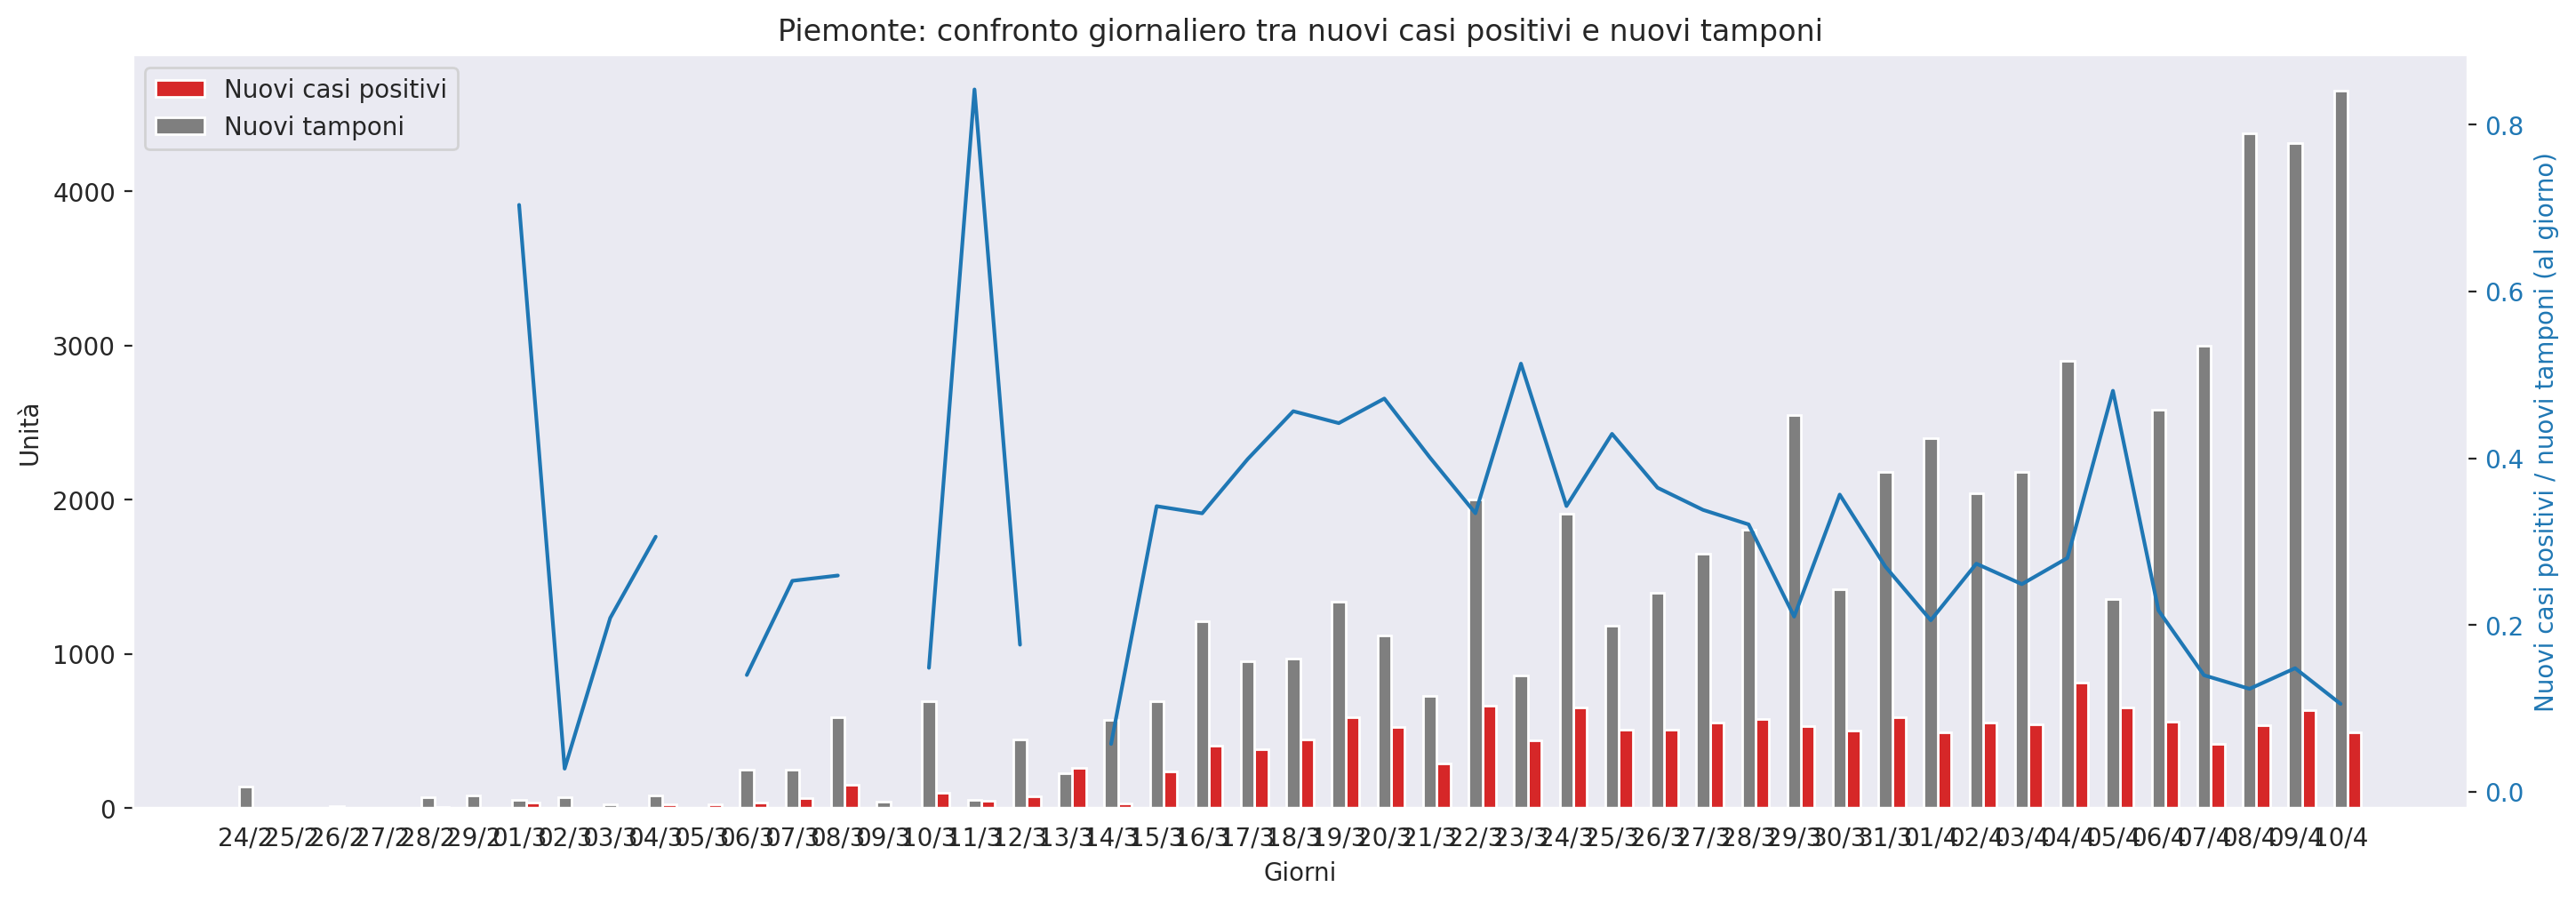 Piemonte: confronto giornaliero tra nuovi casi positivi e nuovi tamponi
Nuovi casi positivi
Nuovi tamponi
4000
3000
2000
1000
0
Unità
0.8
0.6
0.4
0.2
0.0
Nuovi casi positivi / nuovi tamponi (al giorno)
24/2 25/2 26/2 27/2 28/2 29/2 01/3 02/3 03/3 04/3 05/3 06/3 07/3 08/3 09/3 10/3 11/3 12/3 13/3 14/3 15/3 16/3 17/3 18/3 19/3 20/3 21/3 22/3 23/3 24/3 25/3 26/3 27/3 28/3 29/3 30/3 31/3 01/4 02/4 03/4 04/4 05/4 06/4 07/4 08/4 09/4 10/4
Giorni